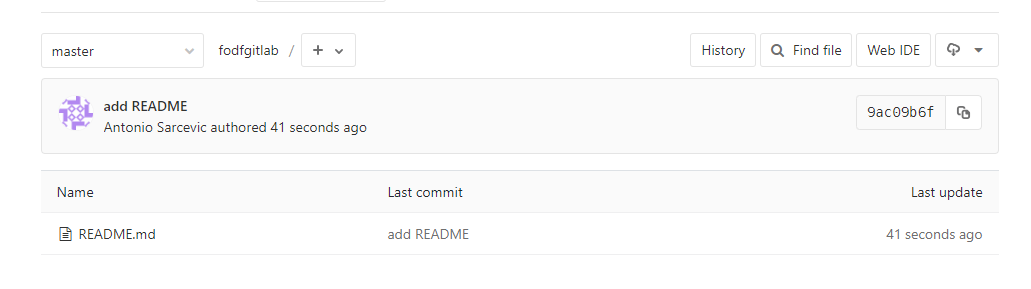 master fodfgitlab / + History Find file Web IDE
add README
Antonio Sarcevic authored 41 seconds ago
9ac09b6f
Name Last commit Last update
README.md add README 41 seconds ago